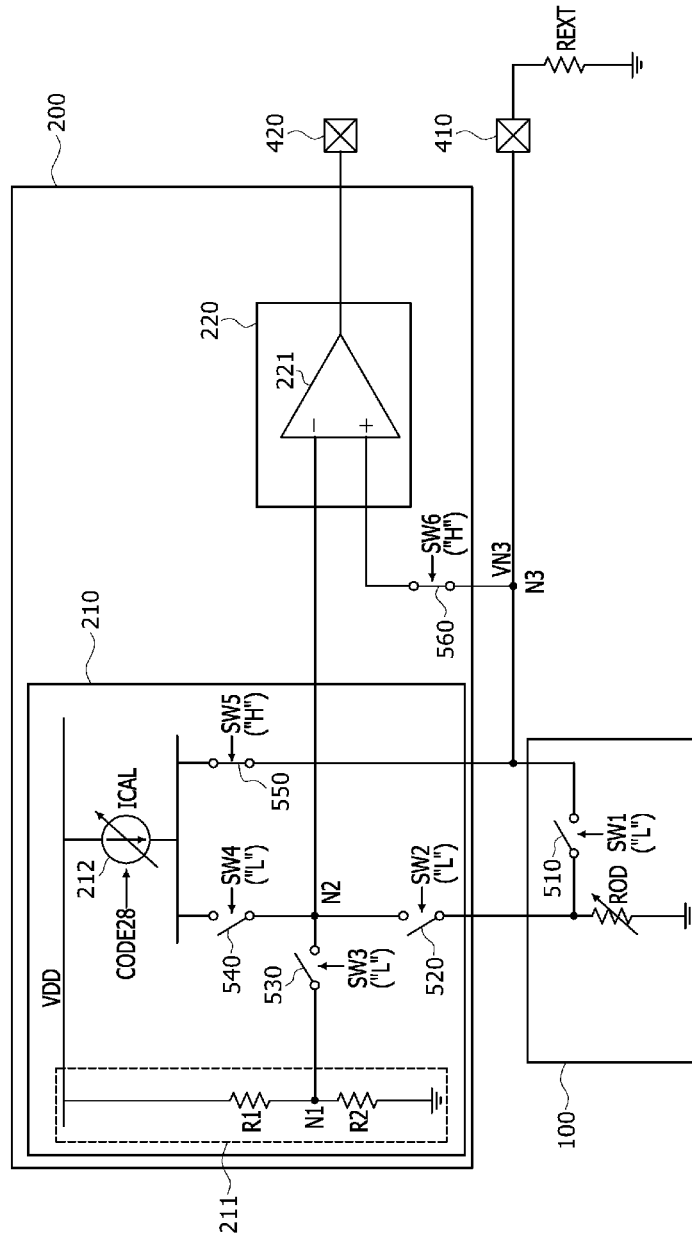 200
210
211
VDD
212
ICAL
CODE28
SW4
("L")
540
SW5
("H")
550
R1
N1
R2
530
SW3
("L")
N2
SW2
("L")
520
220
221
−
+
SW6
("H")
560
VN3
N3
420
410
REXT
100
510
SW1
("L")
ROD